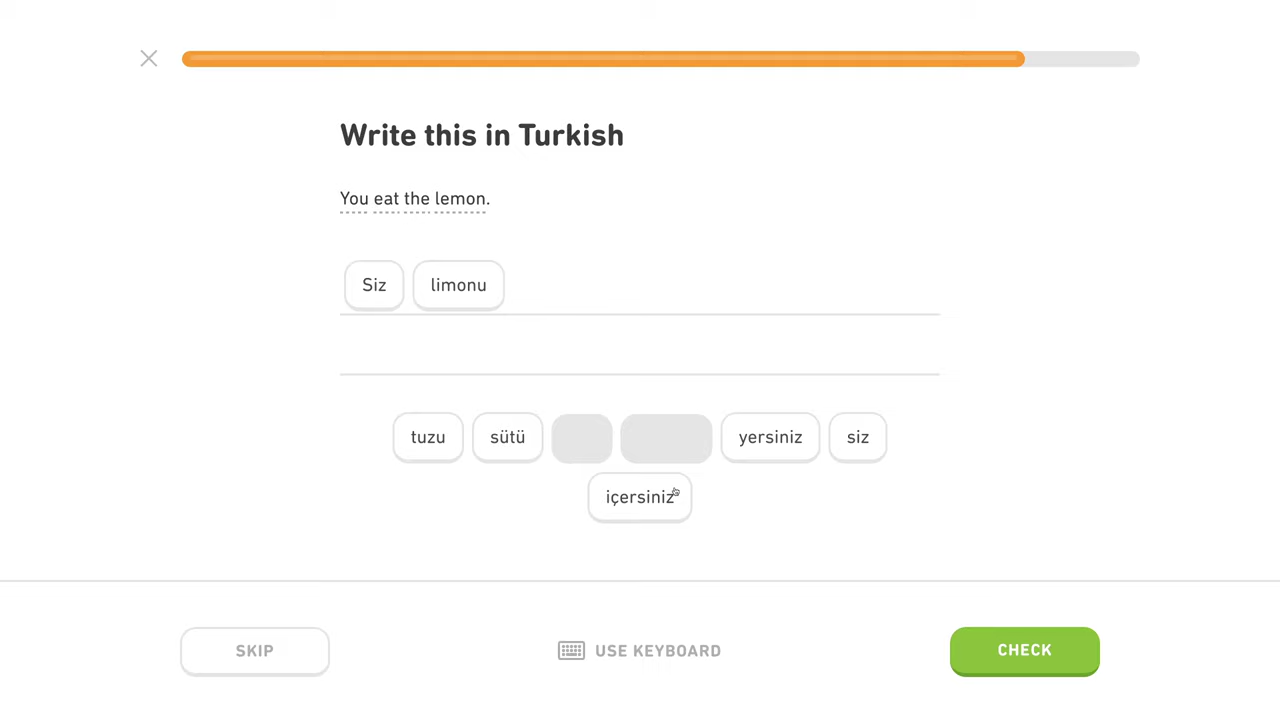 Write this in Turkish
You eat the lemon.
Siz limonu
tuzu sütü yersiniz siz
içersiniz
SKIP USE KEYBOARD CHECK